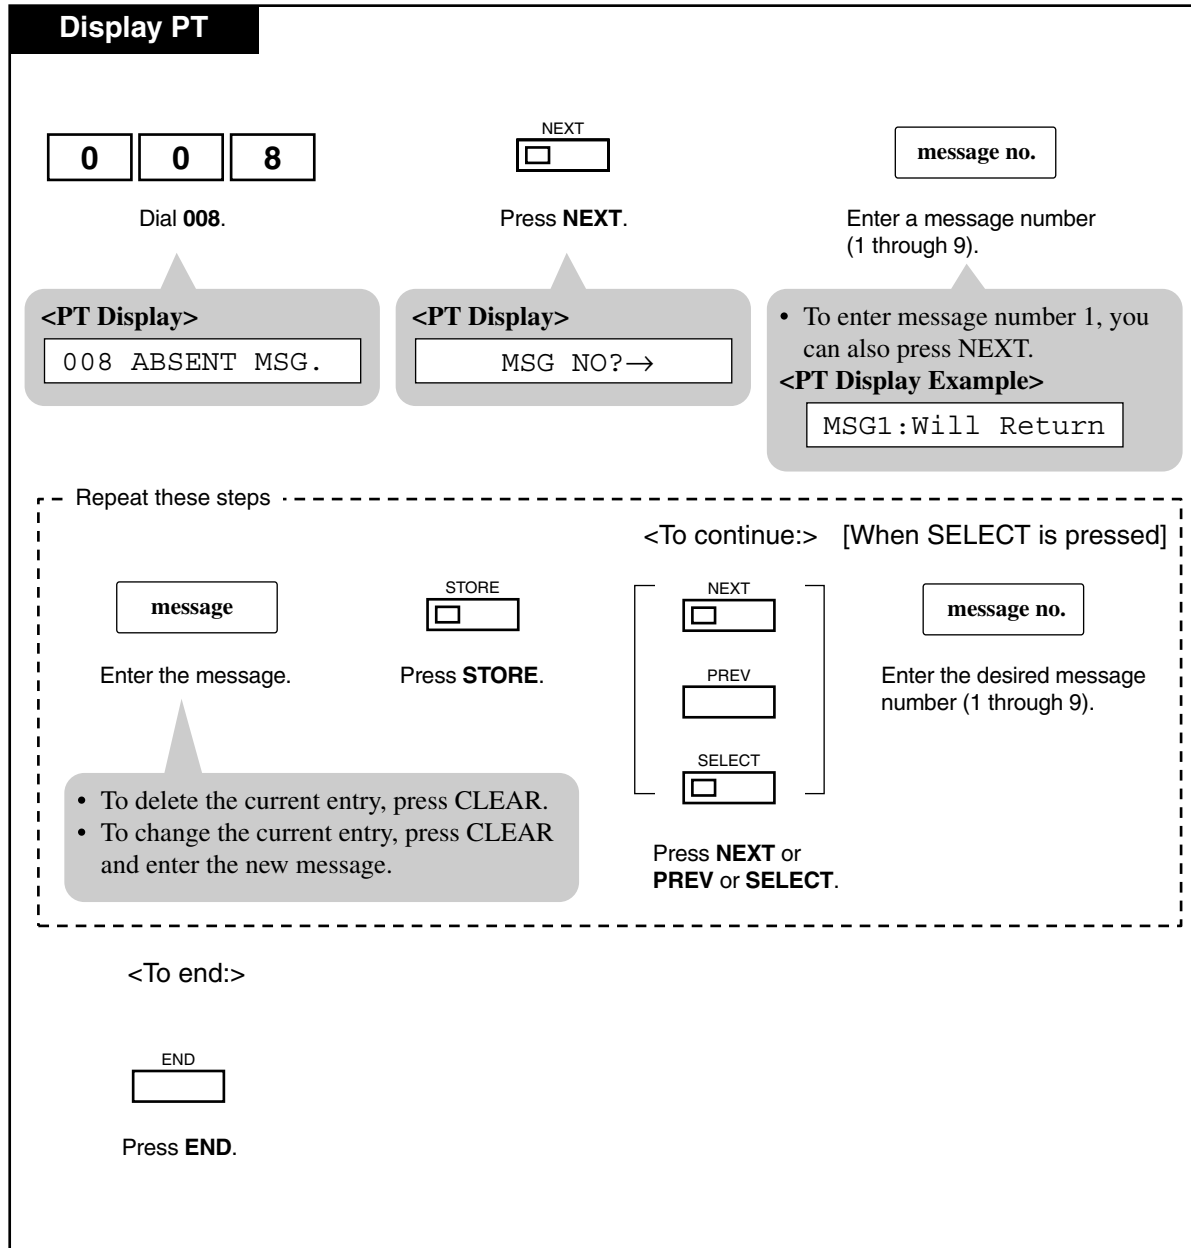 Display PT
0 0 8
Dial 008.
NEXT
Press NEXT.
message no.
Enter a message number
(1 through 9).
<PT Display>
008 ABSENT MSG.
<PT Display>
MSG NO?→
• To enter message number 1, you
can also press NEXT.
<PT Display Example>
MSG1:Will Return
Repeat these steps
message
Enter the message.
• To delete the current entry, press CLEAR.
• To change the current entry, press CLEAR
and enter the new message.
STORE
Press STORE.
<To continue:>
NEXT
PREV
SELECT
Press NEXT or
PREV or SELECT.
[When SELECT is pressed]
message no.
Enter the desired message
number (1 through 9).
<To end:>
END
Press END.